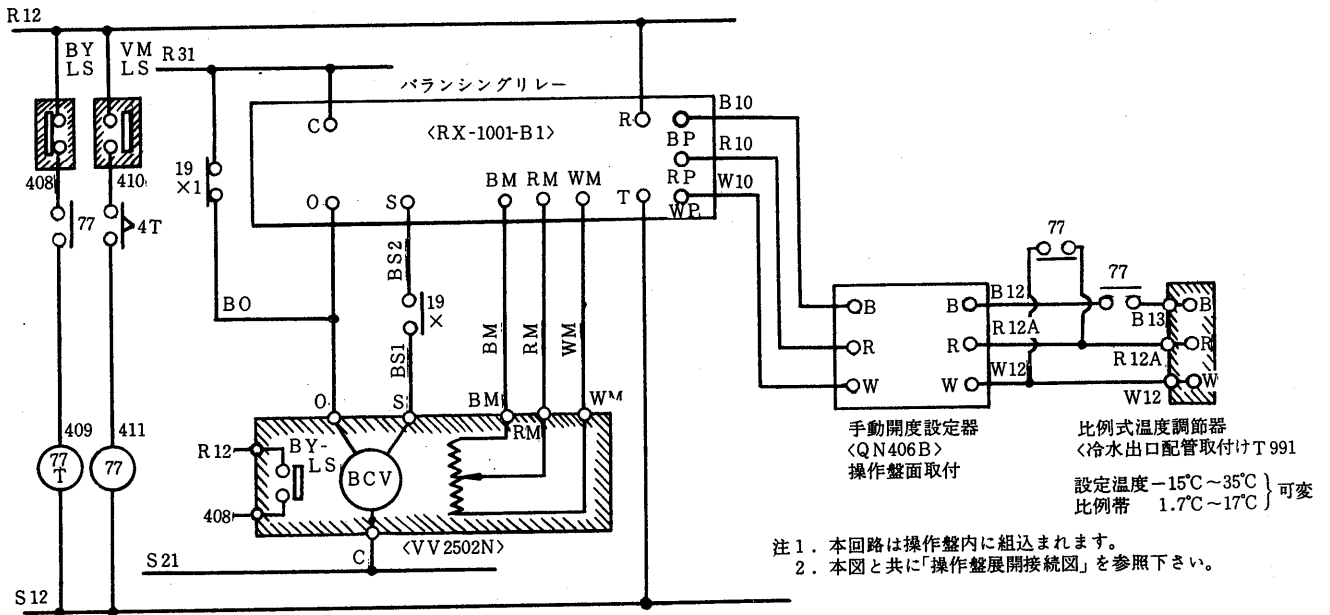 R12
BY
LS
VM
LS
R31
バランシングリレー
C
<RX-1001-B1>
R
BP
RP
WP
B10
R10
W10
19
×1
408
410
77
4T
O
S
BM
RM
WM
T
BO
BS2
19
×
BS1
BM
RM
WM
77
77
B
R
W
B
R
W
B12
R12A
W12
B13
R12A
W12
B
R
W
手動開度設定器
<QN406B>
操作盤面取付
比例式温度調節器
<冷水出口配管取付けT991
設定温度−15℃~35℃
比例帯 1.7℃~17℃
可変
409
411
77
T
77
O
S
BM
RM
WM
R12
BY-
LS
BCV
408
C
<VV2502N>
S21
S12
注1.本回路は操作盤内に組込まれます。
2.本図と共に「操作盤展開接続図」を参照下さい。